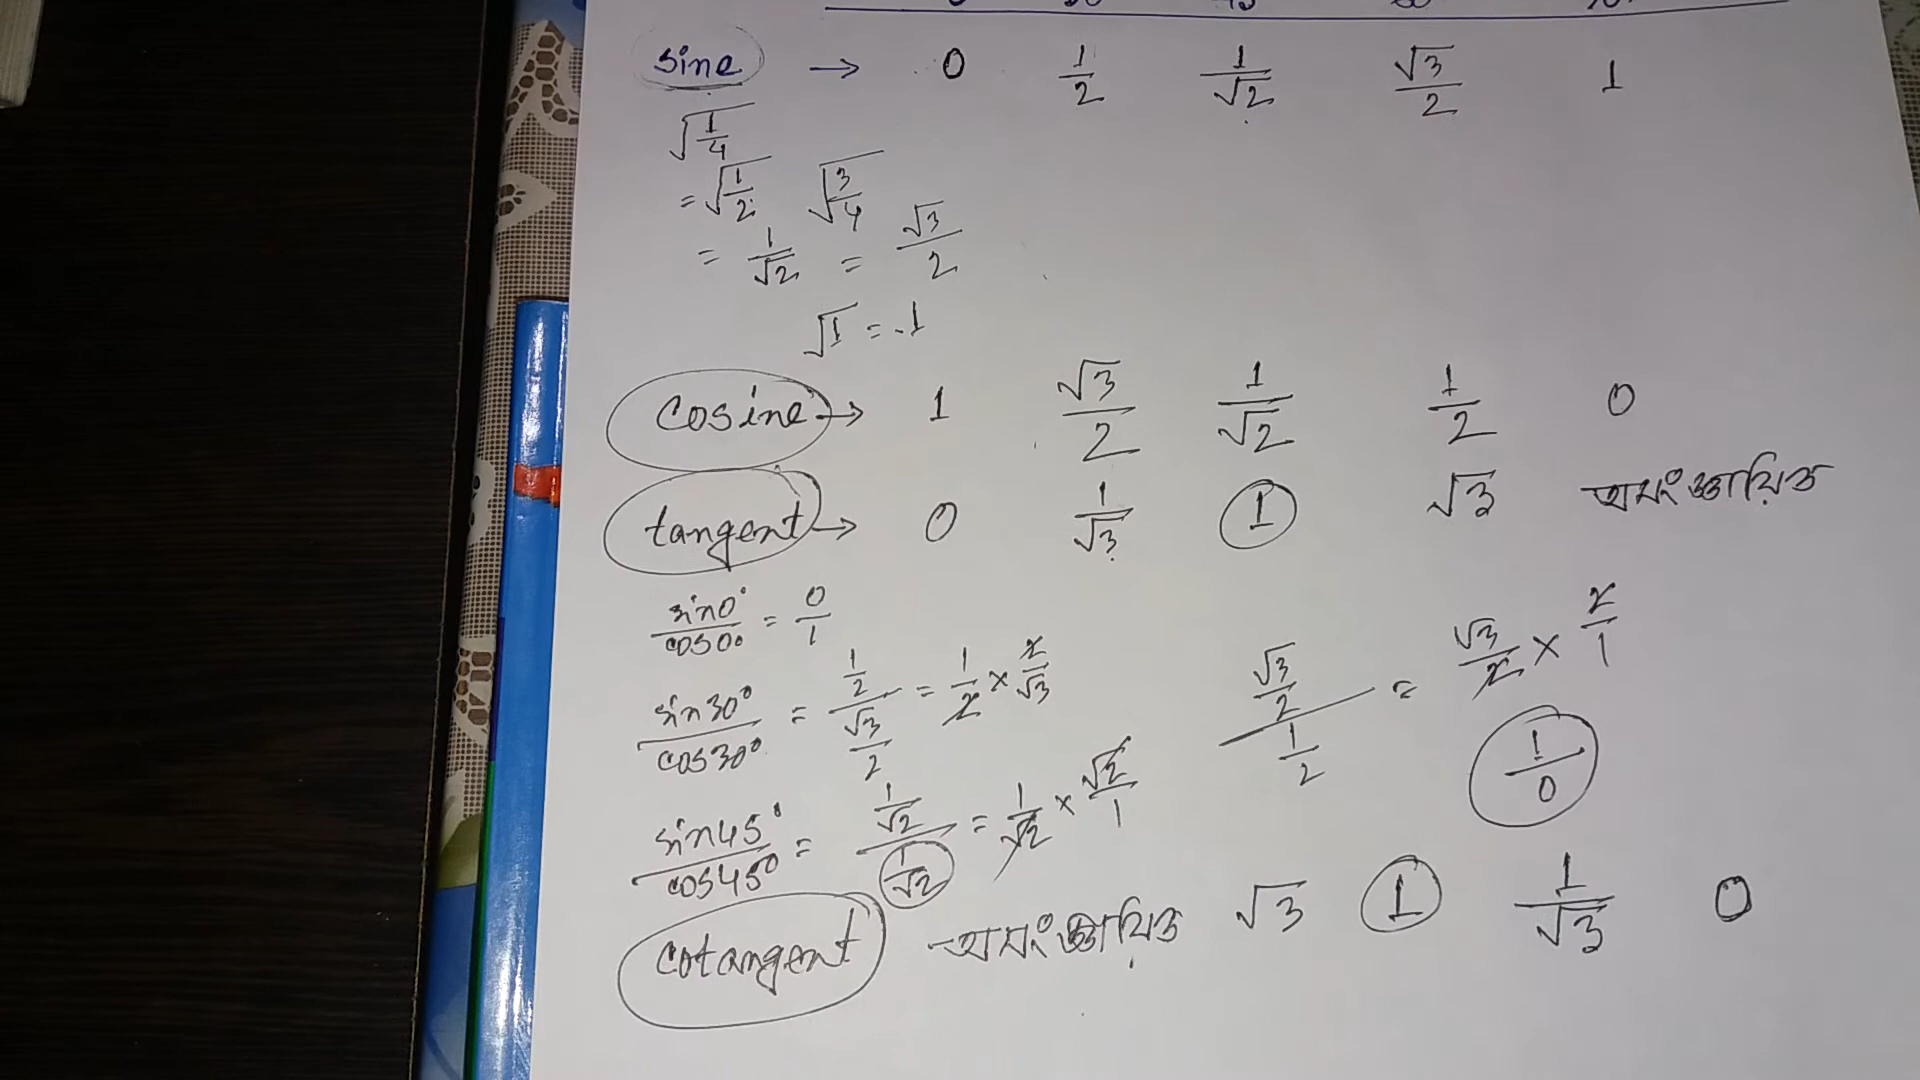 sine → 0 1/2 1/√2 √3/2 1
√1/4
= √1/2 √3/4
= 1/√2 = √3/2
√1 = 1
cosine → 1 √3/2 1/√2 1/2 0
tangent → 0 1/√3 1 √3 অসংজ্ঞায়িত
sin0°/cos0° = 0/1
sin30°/cos30° = 1/2/√3/2 = 1/2 × 2/√3 √3/2/1/2 = √3/2 × 2/1
1/0
sin45°/cos45° = 1/√2/1/√2 = 1/√2 × √2/1
cotangent অসংজ্ঞায়িত √3 1 1/√3 0